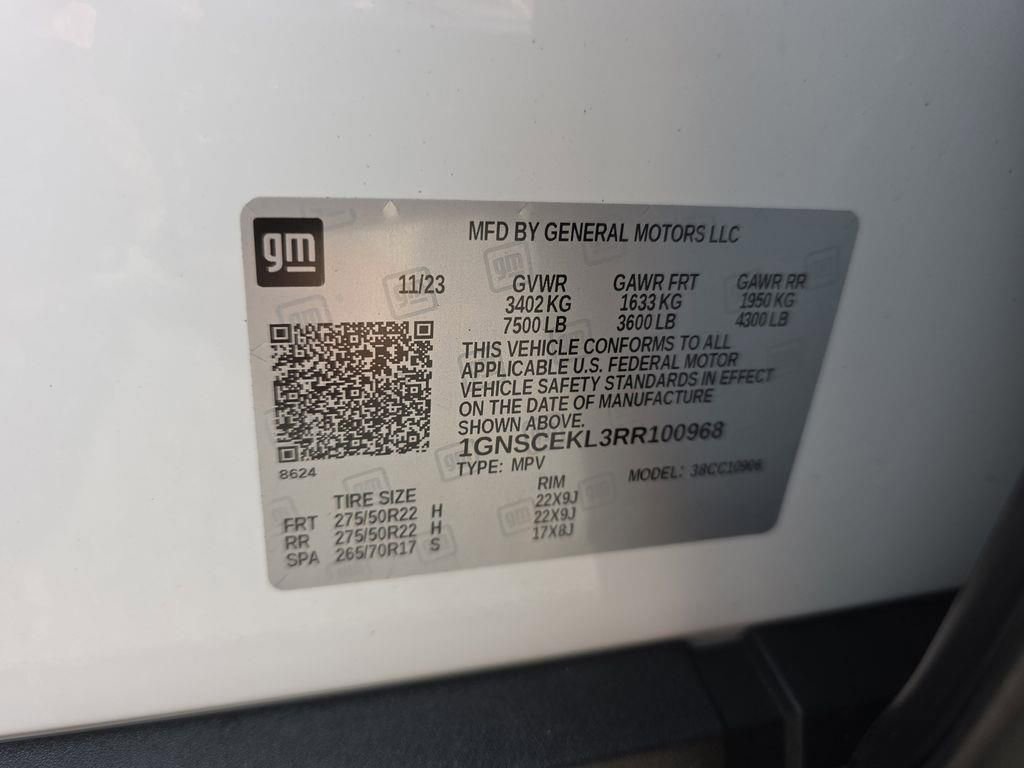 gm
MFD BY GENERAL MOTORS LLC
11/23
GVWR GAWR FRT GAWR RR
3402 KG 1633 KG 1950 KG
7500 LB 3600 LB 4300 LB
THIS VEHICLE CONFORMS TO ALL
APPLICABLE U.S. FEDERAL MOTOR
VEHICLE SAFETY STANDARDS IN EFFECT
ON THE DATE OF MANUFACTURE
SHOWN ABOVE.
1GNSCEKL3RR100968
8624
TYPE: MPV MODEL: 38CC10906
TIRE SIZE RIM
FRT 275/50R22 H 22X9J
RR 275/50R22 H 22X9J
SPA 265/70R17 S 17X8J